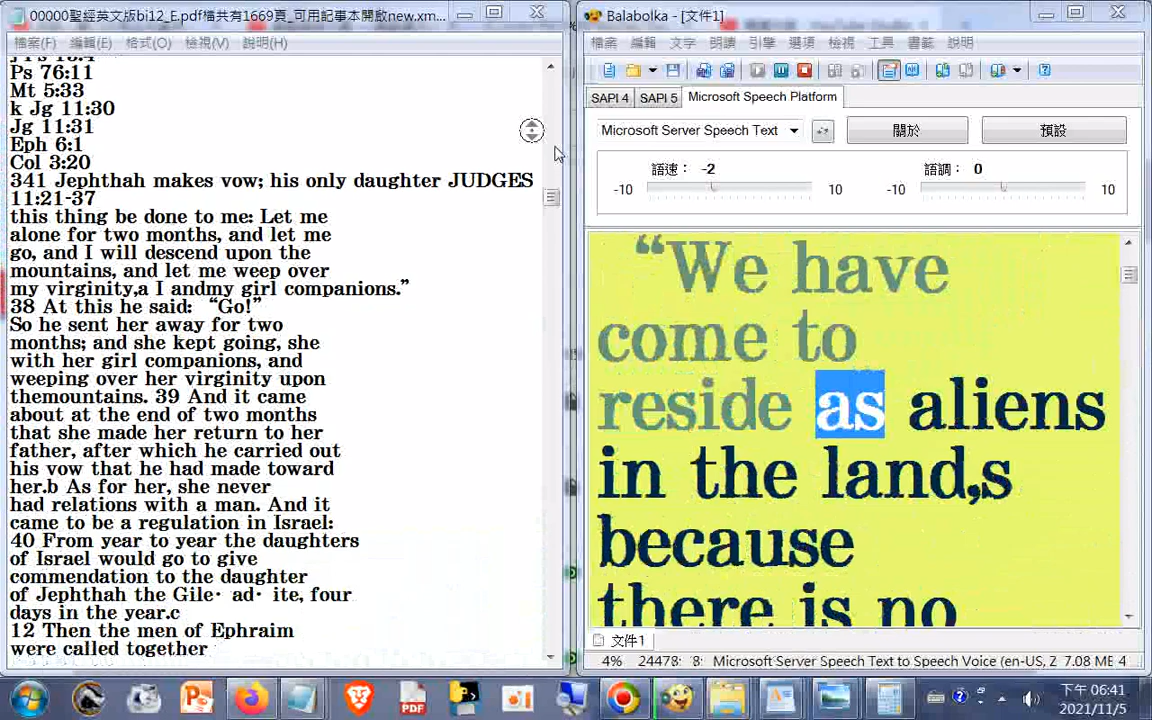 00000聖經英文版bi12_E.pdf檔共有1669頁_可用記事本開啟new.xm...
檔案(F) 編輯(E) 格式(O) 檢視(V) 說明(H)
Ps 76:11
Mt 5:33
k Jg 11:30
Jg 11:31
Eph 6:1
Col 3:20
341 Jephthah makes vow; his only daughter JUDGES
11:21-37
this thing be done to me: Let me
alone for two months, and let me
go, and I will descend upon the
mountains, and let me weep over
my virginity,a I andmy girl companions.”
38 At this he said: “Go!”
So he sent her away for two
months; and she kept going, she
with her girl companions, and
weeping over her virginity upon
themountains. 39 And it came
about at the end of two months
that she made her return to her
father, after which he carried out
his vow that he had made toward
her.b As for her, she never
had relations with a man. And it
came to be a regulation in Israel:
40 From year to year the daughters
of Israel would go to give
commendation to the daughter
of Jephthah the Gile· ad· ite, four
days in the year.c
12 Then the men of Ephraim
were called together
Balabolka - [文件1]
檔案 編輯 文字 朗讀 引擎 選項 檢視 工具 書籤 說明
SAPI 4 SAPI 5 Microsoft Speech Platform
Microsoft Server Speech Text 關於 預設
語速: -2 語調: 0
-10 10 -10 10
“We have
come to
reside as aliens
in the land,s
because
there is no
文件1
4% 24478: 8: Microsoft Server Speech Text to Speech Voice (en-US, Z 7.08 ME 4
PDF
下午 06:41
2021/11/5